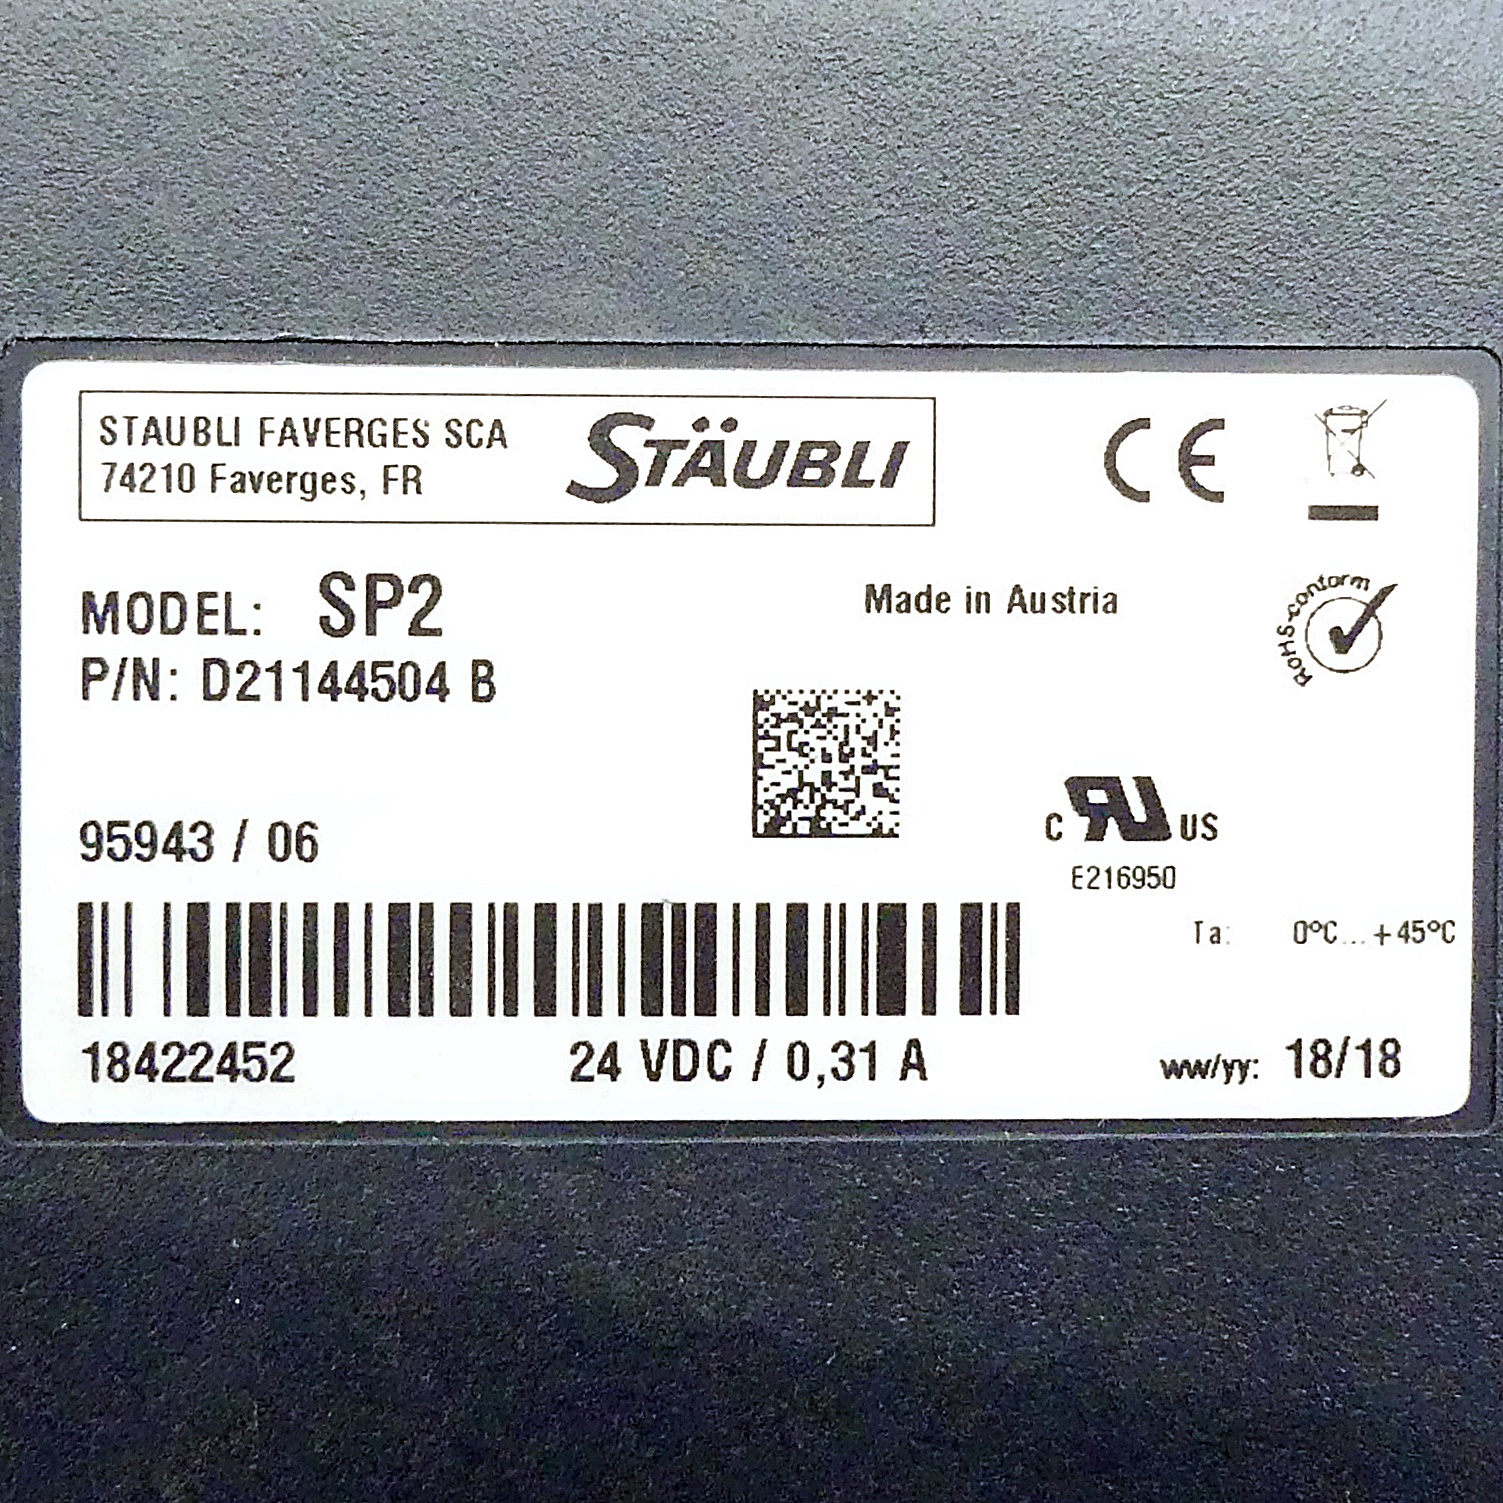 STAUBLI FAVERGES SCA
74210 Faverges, FR
STÄUBLI
CE
MODEL: SP2
Made in Austria
RoHS-conform
P/N: D21144504 B
95943 / 06
c RU US
E216950
Ta: 0°C...+45°C
18422452
24 VDC / 0,31 A
ww/yy: 18/18